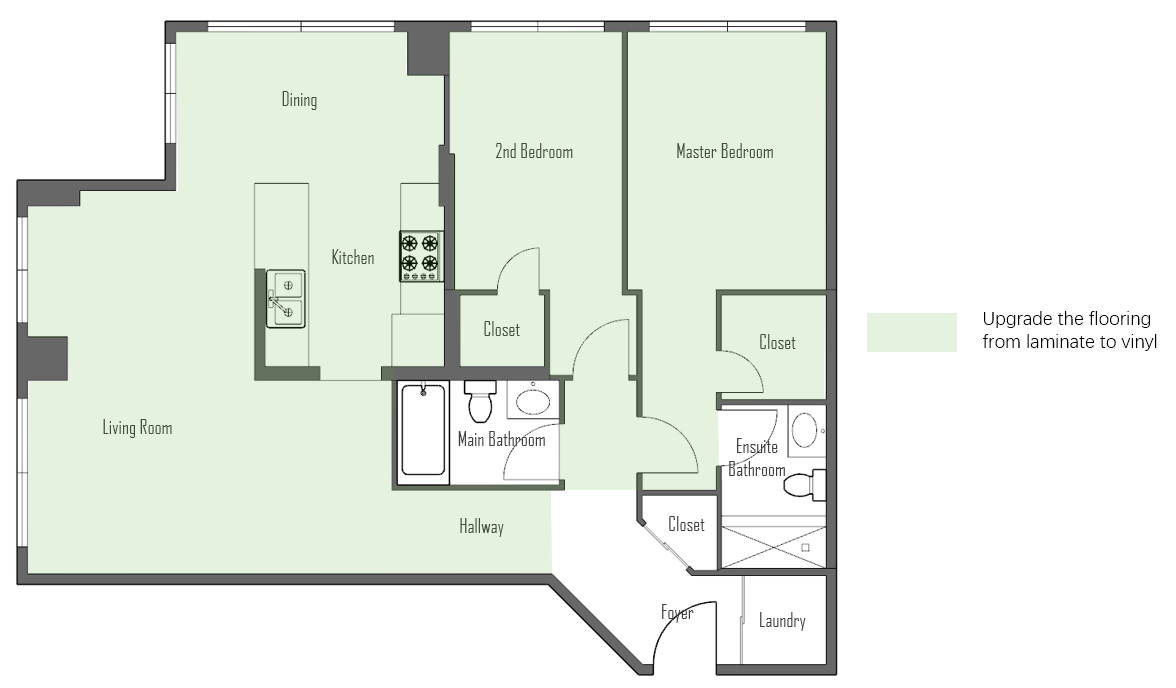 Dining
2nd Bedroom
Master Bedroom
Kitchen
Closet
Closet
Upgrade the flooring
from laminate to vinyl
Living Room
Main Bathroom
Ensuite
Bathroom
Hallway
Closet
Foyer
Laundry